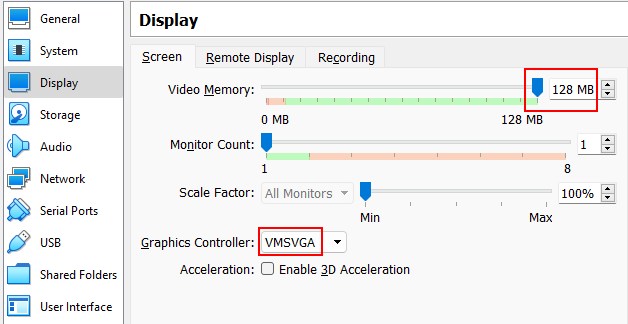 General
System
Display
Storage
Audio
Network
Serial Ports
USB
Shared Folders
User Interface
Display
Screen Remote Display Recording
Video Memory: 128 MB
0 MB 128 MB
Monitor Count: 1
1 8
Scale Factor: All Monitors 100%
Min Max
Graphics Controller: VMSVGA
Acceleration: Enable 3D Acceleration